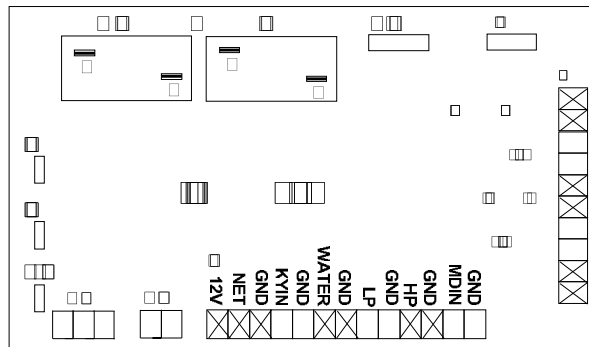 12V
NET
GND
KYIN
GND
WATER
GND
LP
GND
HP
GND
MDIN
GND